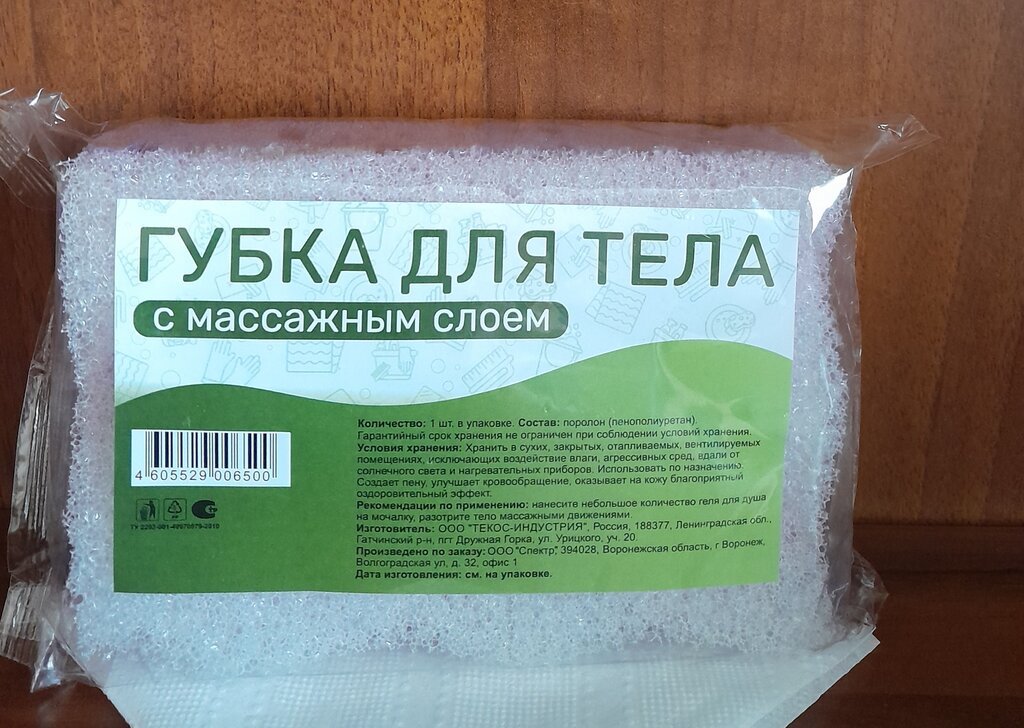 ГУБКА ДЛЯ ТЕЛА
с массажным слоем
Количество: 1 шт. в упаковке. Состав: поролон (пенополиуретан).
Гарантийный срок хранения не ограничен при соблюдении условий хранения.
Условия хранения: Хранить в сухих, закрытых, отапливаемых, вентилируемых
помещениях, исключающих воздействие влаги, агрессивных сред, вдали от
солнечного света и нагревательных приборов. Использовать по назначению.
Создает пену, улучшает кровообращение, оказывает на кожу благоприятный
оздоровительный эффект.
Рекомендации по применению: нанесите небольшое количество геля для душа
на мочалку, разотрите тело массажными движениями.
Изготовитель: ООО "ТЕКОС-ИНДУСТРИЯ", Россия, 188377, Ленинградская обл.,
Гатчинский р-н, пгт Дружная Горка, ул. Урицкого, уч. 20.
Произведено по заказу: ООО "Спектр", 394028, Воронежская область, г Воронеж,
Волгоградская ул, д. 32, офис 1
Дата изготовления: см. на упаковке.
4 605529 006500